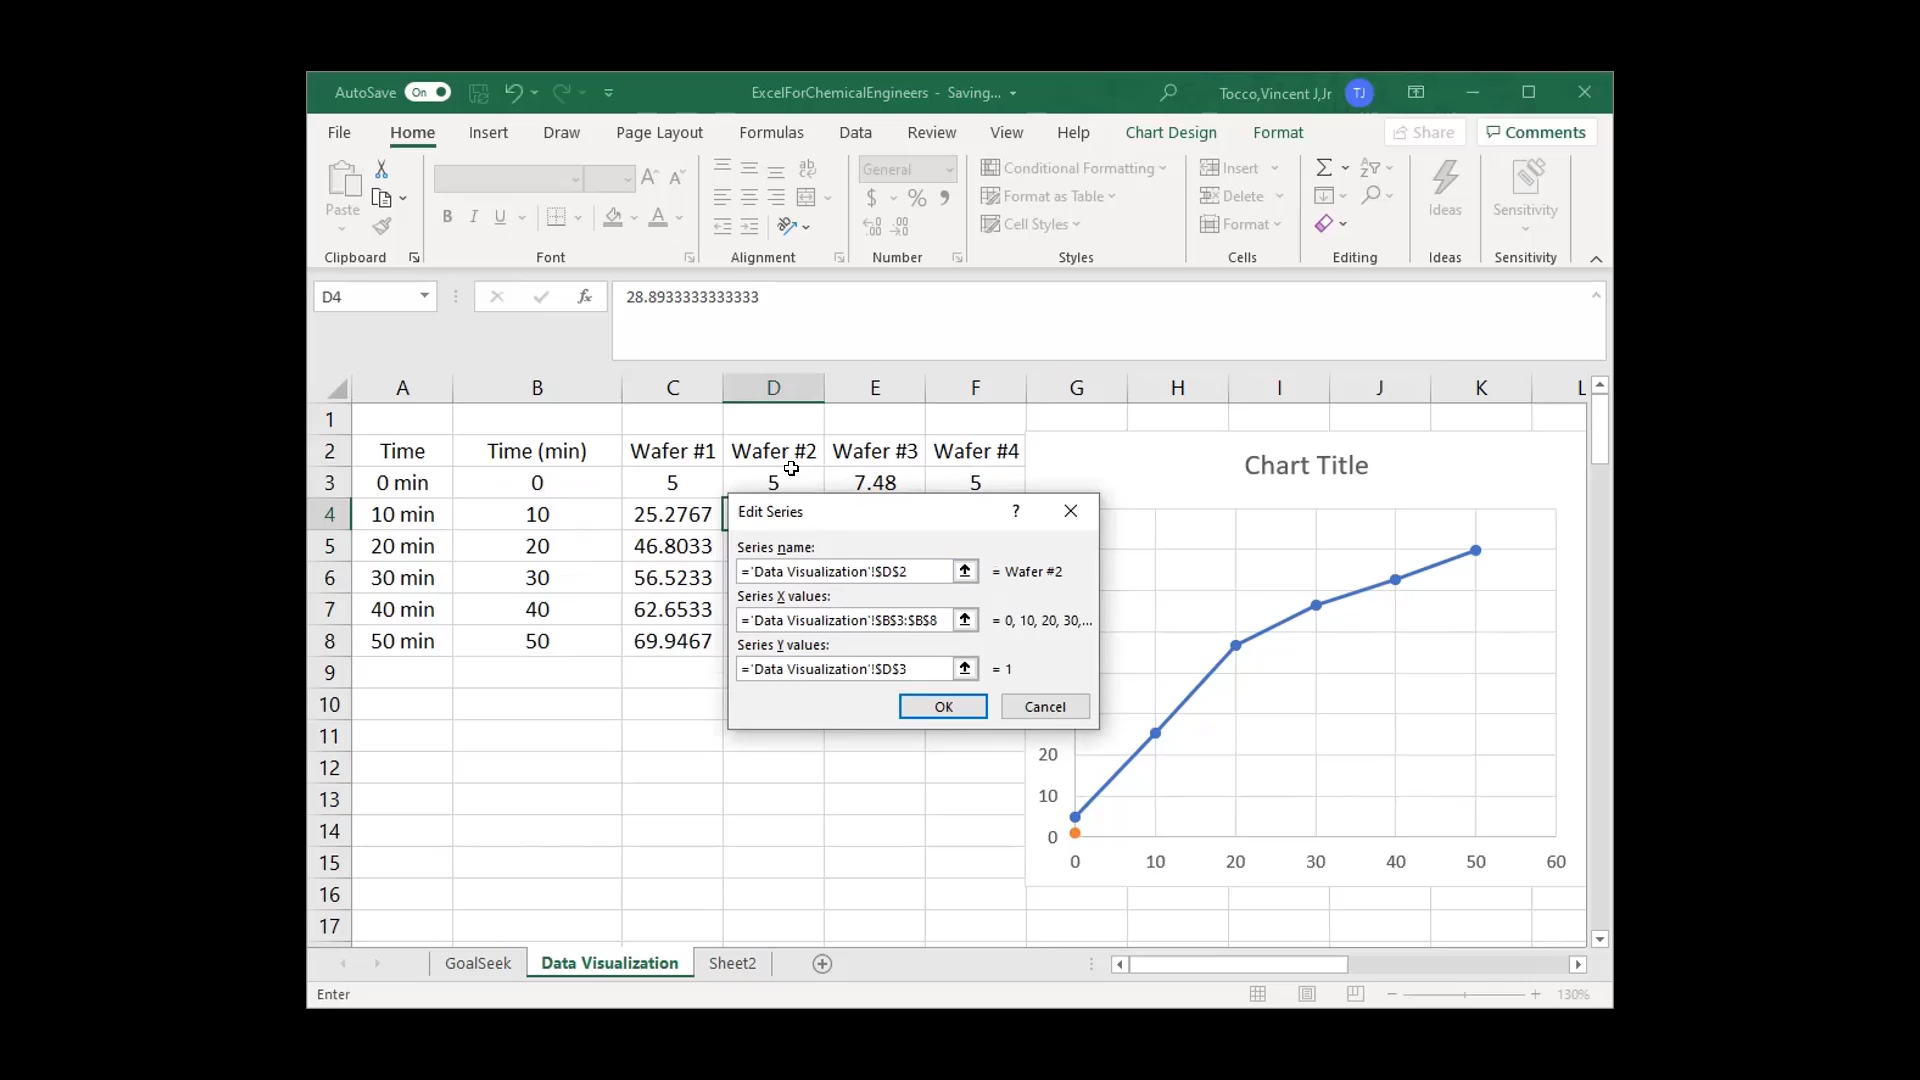 AutoSave On ExcelForChemicalEngineers - Saving... Tocco,Vincent J,Jr TJ
File Home Insert Draw Page Layout Formulas Data Review View Help Chart Design Format Share Comments
General Conditional Formatting Insert
Paste B I U A $ % Format as Table Delete Ideas Sensitivity
Cell Styles Format
Clipboard Font Alignment Number Styles Cells Editing Ideas Sensitivity
D4 fx 28.8933333333333
A B C D E F G H I J K L
1
2 Time Time (min) Wafer #1 Wafer #2 Wafer #3 Wafer #4
3 0 min 0 5 5 7.48 5
4 10 min 10 25.2767
5 20 min 20 46.8033
6 30 min 30 56.5233
7 40 min 40 62.6533
8 50 min 50 69.9467
9
10
11
12
13
14
15
16
17
Edit Series ?
Series name:
='Data Visualization'!$D$2 = Wafer #2
Series X values:
='Data Visualization'!$B$3:$B$8 = 0, 10, 20, 30,...
Series Y values:
='Data Visualization'!$D$3 = 1
OK Cancel
Chart Title
20
10
0
0 10 20 30 40 50 60
GoalSeek Data Visualization Sheet2
Enter 130%